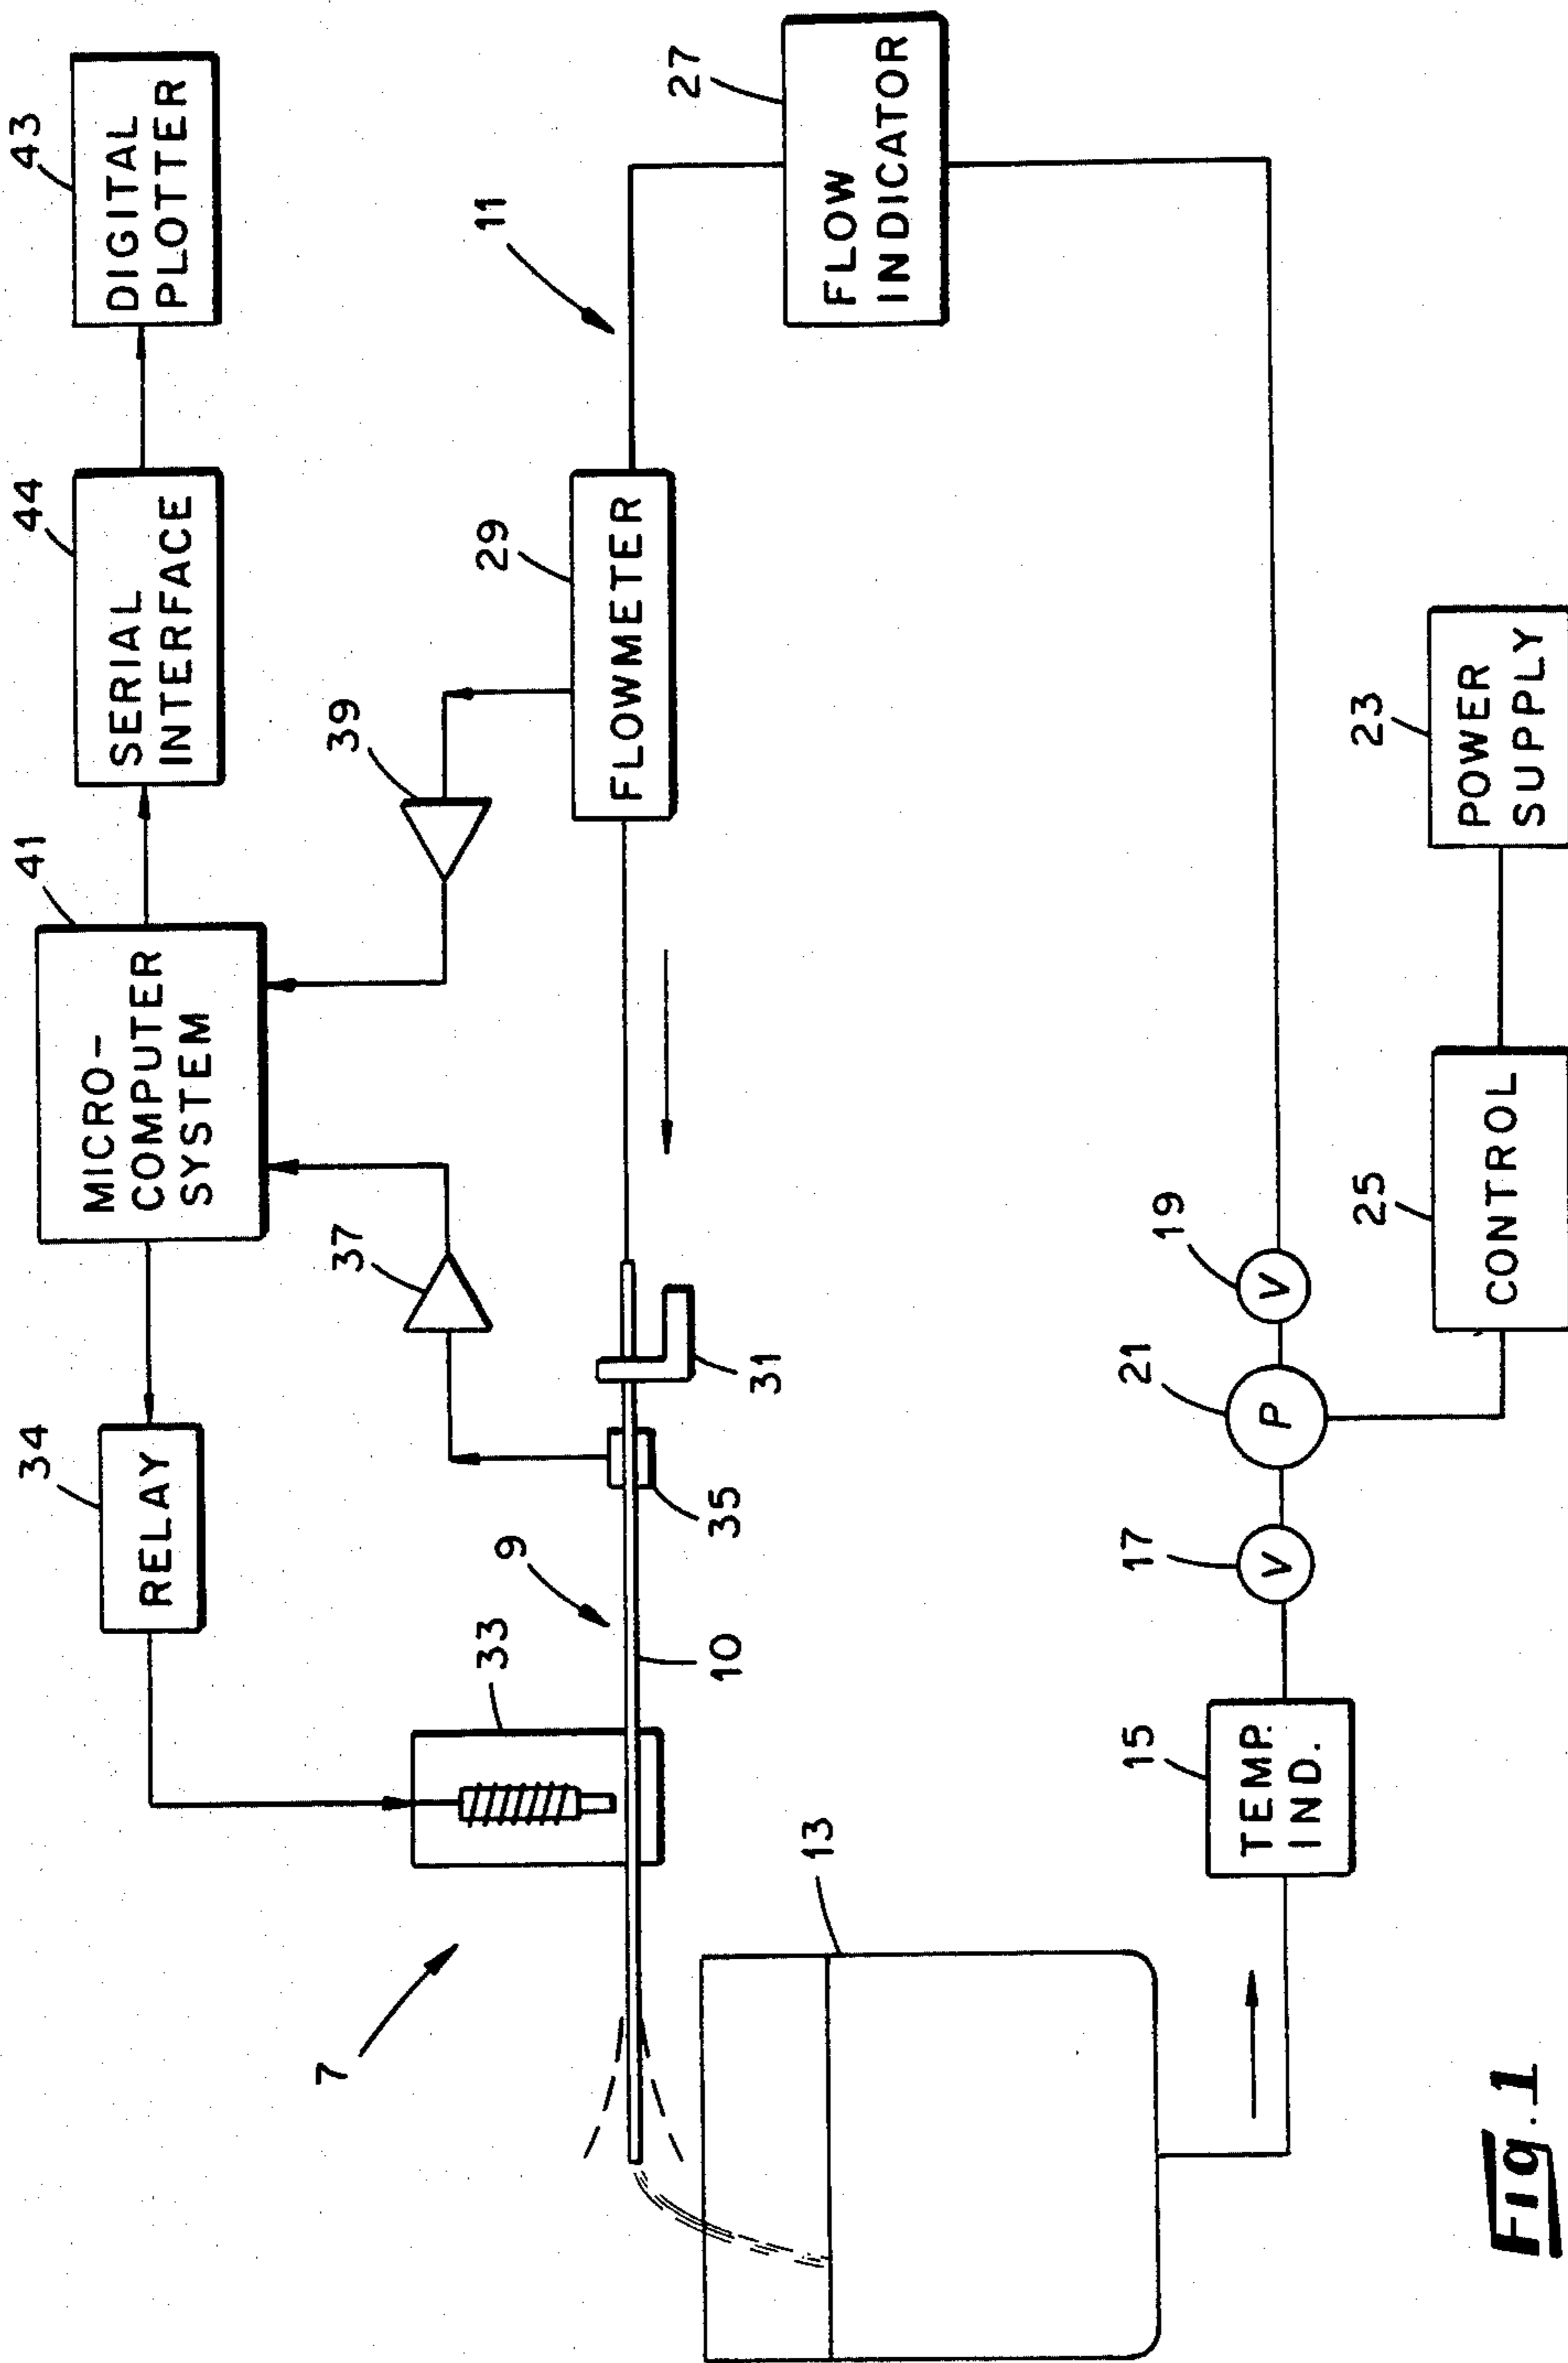 43
DIGITAL
PLOTTER
44
SERIAL
INTERFACE
41
MICRO-
COMPUTER
SYSTEM
34
RELAY
39
37
27
FLOW
INDICATOR
11
29
FLOWMETER
31
35
9
10
33
7
13
15
TEMP.
IND.
17
V
21
P
19
V
25
CONTROL
23
POWER
SUPPLY
Fig. 1